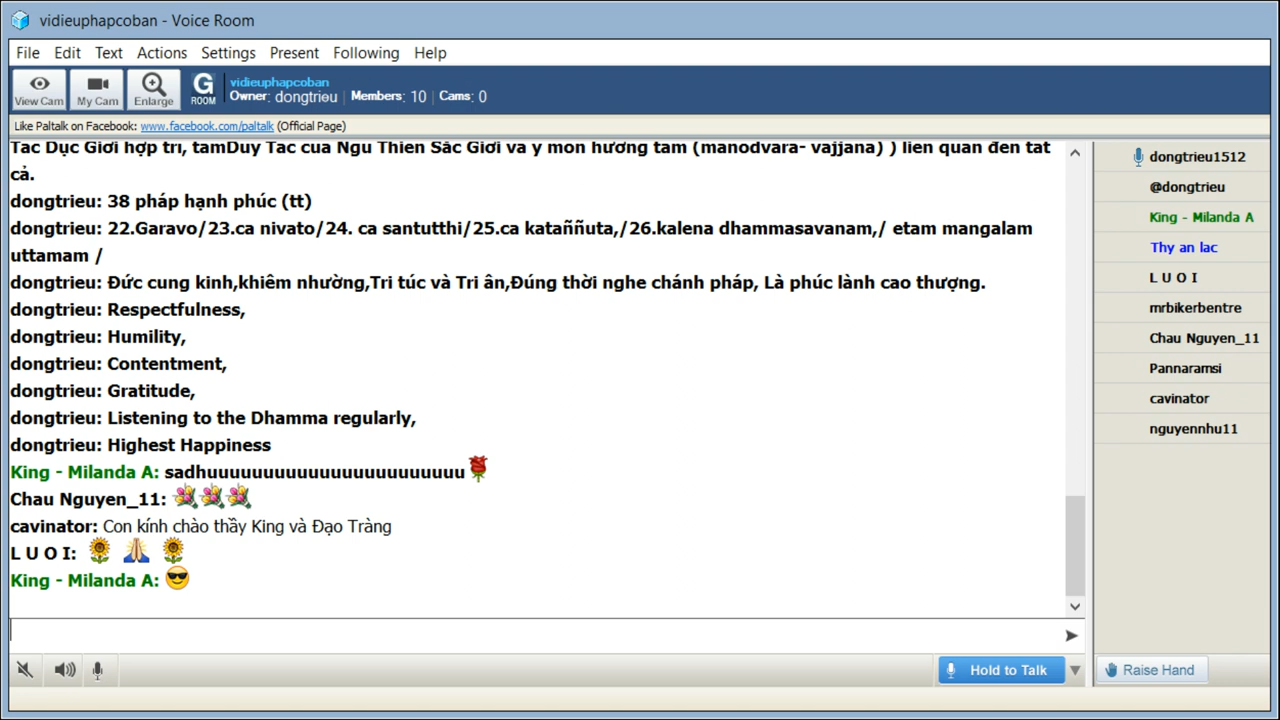 vidieuphapcoban - Voice Room
File Edit Text Actions Settings Present Following Help
View Cam My Cam Enlarge G ROOM
vidieuphapcoban
Owner: dongtrieu | Members: 10 | Cams: 0
Like Paltalk on Facebook: www.facebook.com/paltalk (Official Page)
Tác Dục Giới hợp trí, tâmDuy Tác của Ngũ Thiền Sắc Giới và ý môn hướng tâm (manodvara- vajjana) ) liên quan đến tất
cả.
dongtrieu: 38 pháp hạnh phúc (tt)
dongtrieu: 22.Garavo/23.ca nivato/24. ca santutthi/25.ca kataññuta,/26.kalena dhammasavanam,/ etam mangalam
uttamam /
dongtrieu: Đức cung kinh,khiêm nhường,Tri túc và Tri ân,Đúng thời nghe chánh pháp, Là phúc lành cao thượng.
dongtrieu: Respectfulness,
dongtrieu: Humility,
dongtrieu: Contentment,
dongtrieu: Gratitude,
dongtrieu: Listening to the Dhamma regularly,
dongtrieu: Highest Happiness
King - Milanda A: sadhuuuuuuuuuuuuuuuuuuuuuuu
Chau Nguyen_11:
cavinator: Con kính chào thầy King và Đạo Tràng
L U O I:
King - Milanda A:
Hold to Talk
dongtrieu1512
@dongtrieu
King - Milanda A
Thy an lac
L U O I
mrbikerbentre
Chau Nguyen_11
Pannaramsi
cavinator
nguyennhu11
Raise Hand